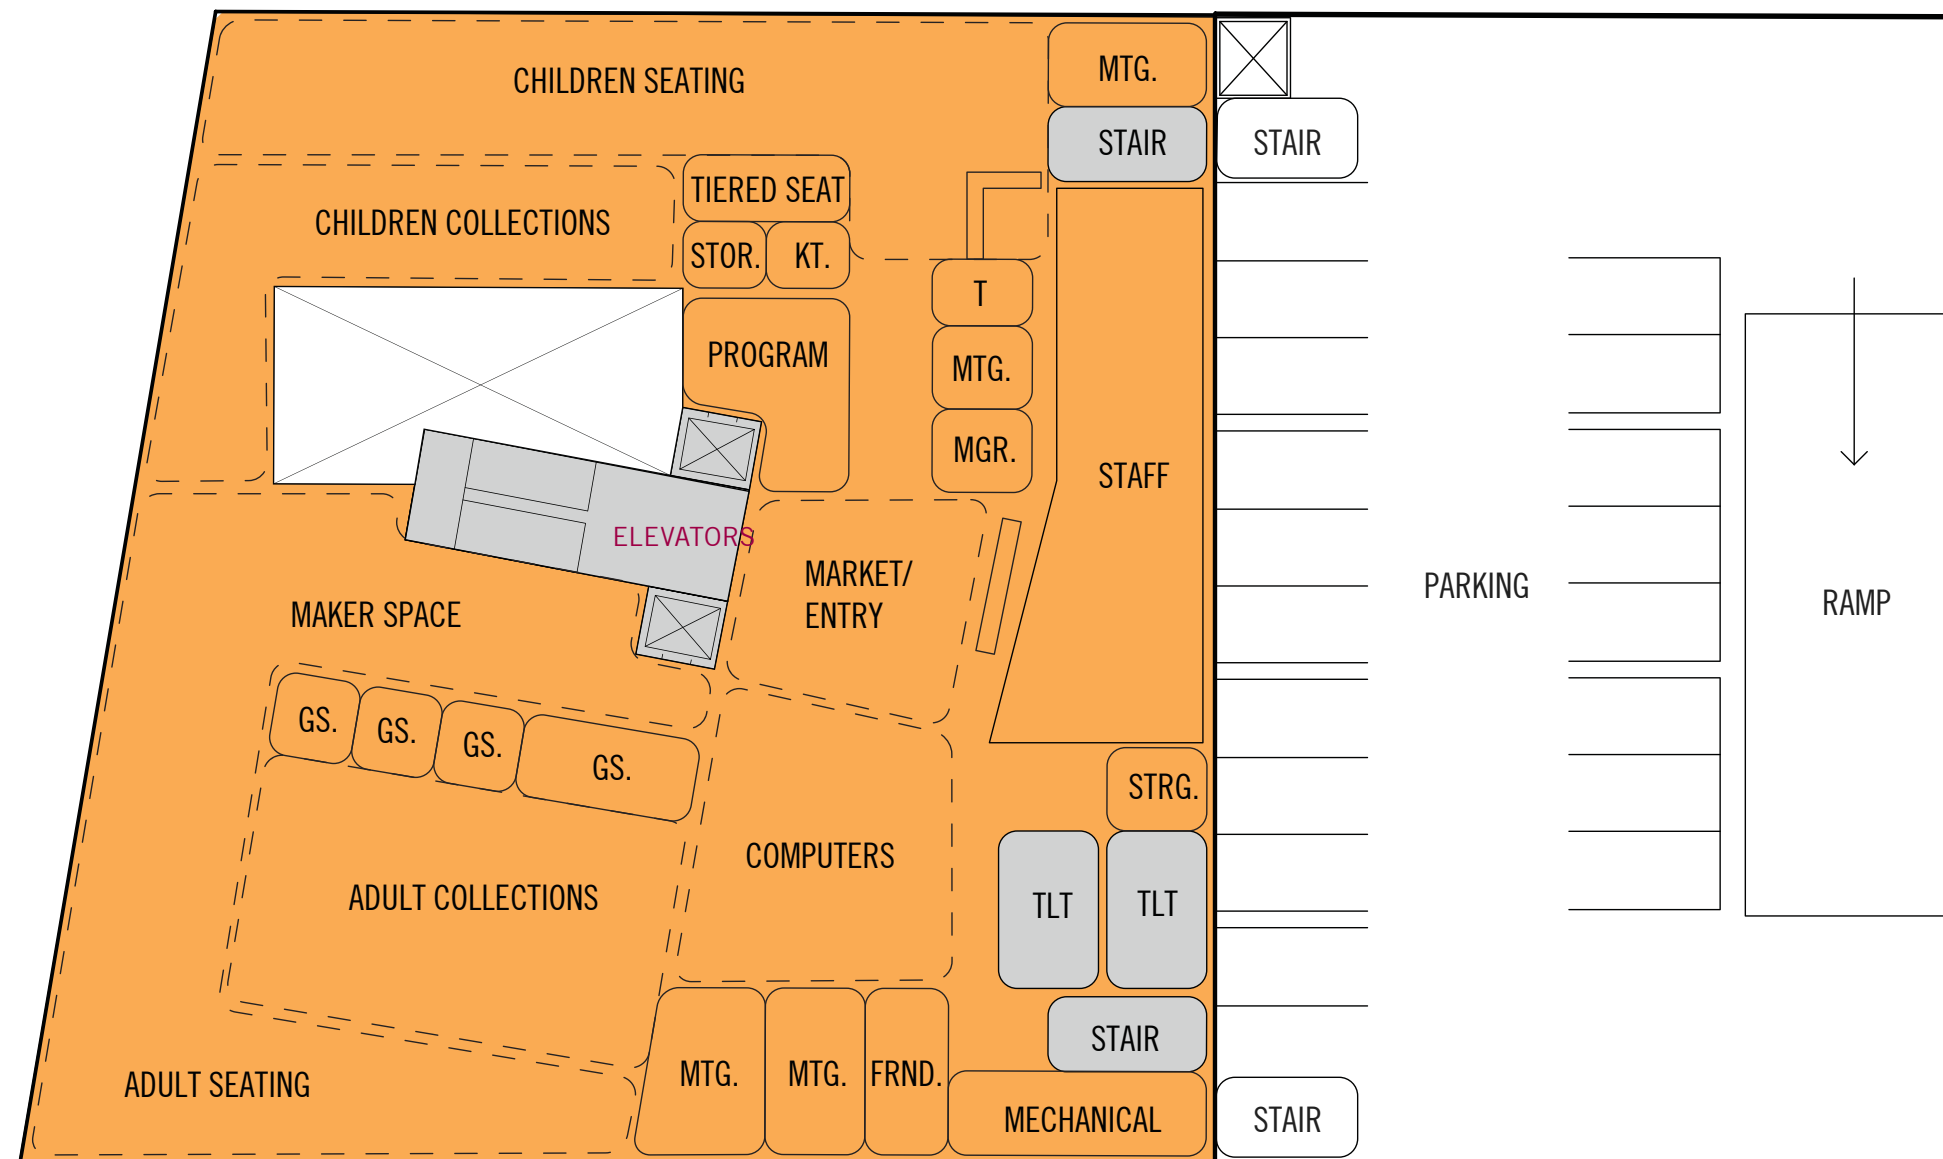 CHILDREN SEATING
MTG.
STAIR
STAIR
TIERED SEAT
CHILDREN COLLECTIONS
STOR.
KT.
T
PROGRAM
MTG.
MGR.
STAFF
ELEVATORS
MARKET/
ENTRY
PARKING
RAMP
MAKER SPACE
GS.
GS.
GS.
GS.
STRG.
COMPUTERS
ADULT COLLECTIONS
TLT
TLT
STAIR
MTG.
MTG.
FRND.
ADULT SEATING
MECHANICAL
STAIR